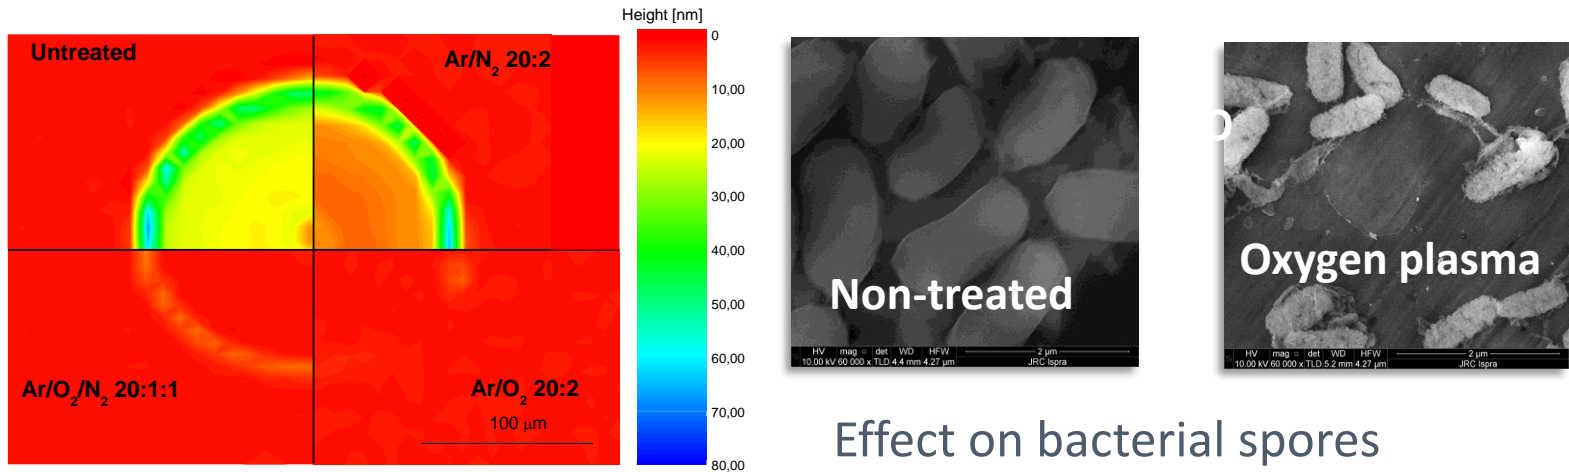 Height [nm]
Untreated
Ar/N2 20:2
0
10,00
20,00
30,00
40,00
50,00
60,00
70,00
80,00
Ar/O2/N2 20:1:1
Ar/O2 20:2
100 μm
Non-treated
HV mag □ det WD HFW
10.00 kV 60 000 x TLD 4.4 mm 4.27 μm
2 μm
JRC Ispra
Oxygen plasma
HV mag □ det WD HFW
10.00 kV 60 000 x TLD 5.2 mm 4.27 μm
2 μm
JRC Ispra
Effect on bacterial spores